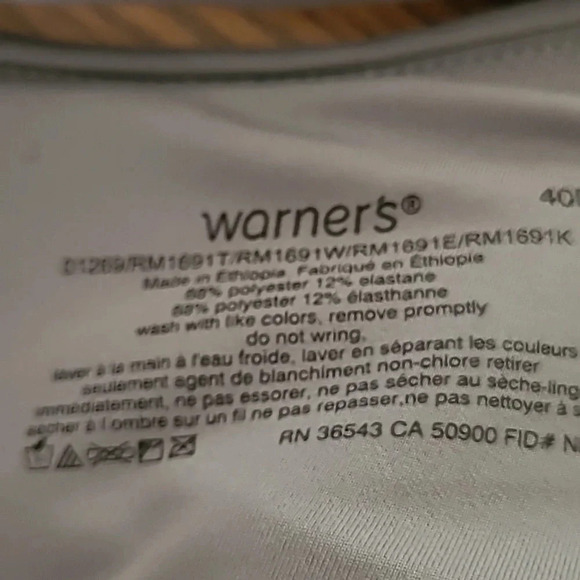 40
warner's®
01269/RM1691T/RM1691W/RM1691E/RM1691K
Made in Ethiopia Fabriqué en Éthiopie
88% polyester 12% elastane
88% polyester 12% élasthanne
wash with like colors, remove promptly
do not wring.
laver à la main à l'eau froide, laver en séparant les couleurs
seulement agent de blanchiment non-chlore retirer
immédiatement, ne pas essorer, ne pas sécher au sèche-ling
sécher à l ombre sur un fil ne pas repasser,ne pas nettoyer à s
RN 36543 CA 50900 FID# N